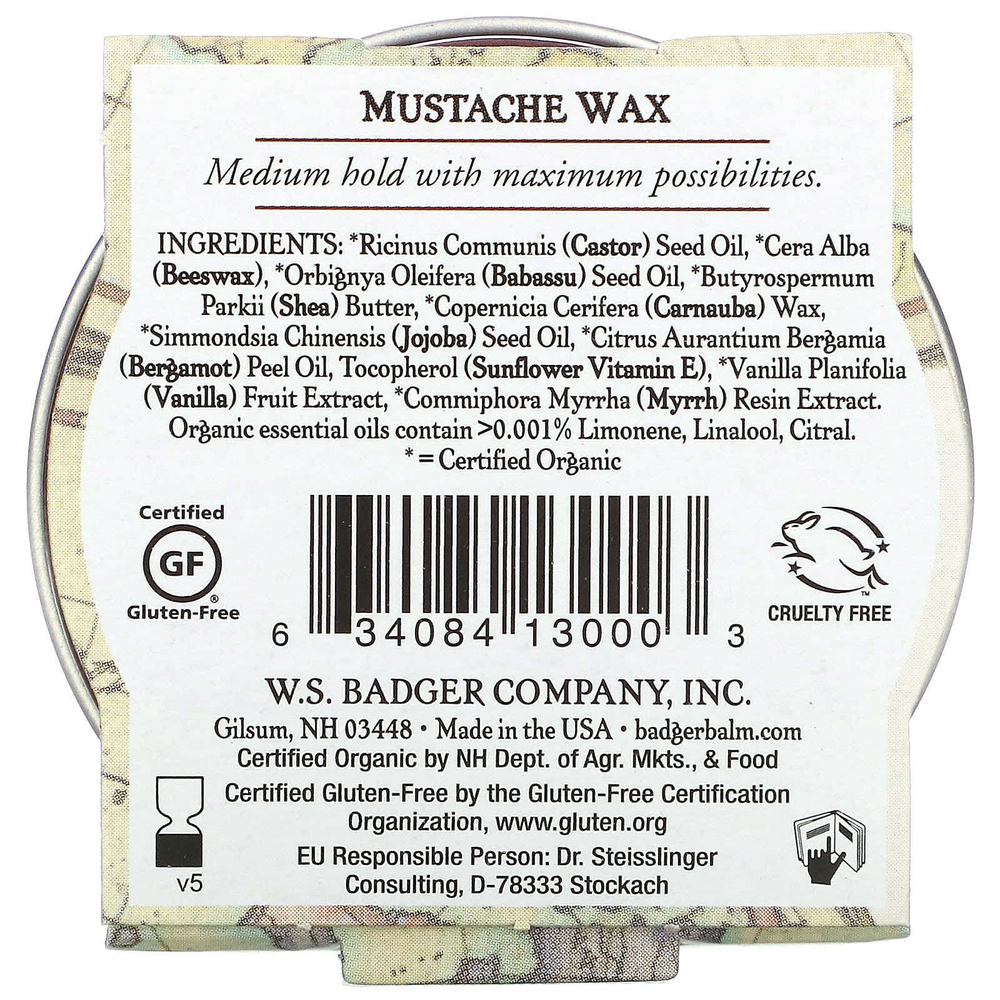 MUSTACHE WAX
Medium hold with maximum possibilities.
INGREDIENTS: *Ricinus Communis (Castor) Seed Oil, *Cera Alba
(Beeswax), *Orbignya Oleifera (Babassu) Seed Oil, *Butyrospermum
Parkii (Shea) Butter, *Copernicia Cerifera (Carnauba) Wax,
*Simmondsia Chinensis (Jojoba) Seed Oil, *Citrus Aurantium Bergamia
(Bergamot) Peel Oil, Tocopherol (Sunflower Vitamin E), *Vanilla Planifolia
(Vanilla) Fruit Extract, *Commiphora Myrrha (Myrrh) Resin Extract.
Organic essential oils contain >0.001% Limonene, Linalool, Citral.
* = Certified Organic
Certified
GF
®
Gluten-Free
6 34084 13000 3
™
CRUELTY FREE
W.S. BADGER COMPANY, INC.
Gilsum, NH 03448 • Made in the USA • badgerbalm.com
Certified Organic by NH Dept. of Agr. Mkts., & Food
Certified Gluten-Free by the Gluten-Free Certification
Organization, www.gluten.org
EU Responsible Person: Dr. Steisslinger
Consulting, D-78333 Stockach
v5